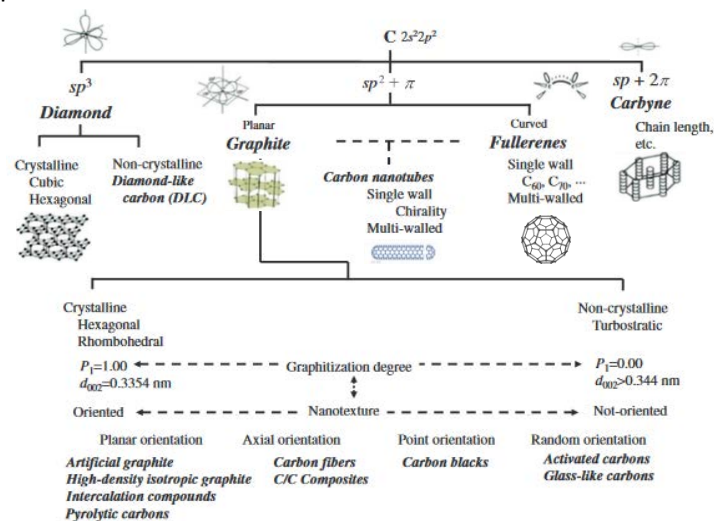 C 2s²2p²
sp³
sp² + π
sp + 2π
Diamond
Carbyne
Planar
Graphite
Curved
Fullerenes
Chain length,
etc.
Crystalline
Cubic
Hexagonal
Non-crystalline
Diamond-like
carbon (DLC)
Carbon nanotubes
Single wall
Chirality
Multi-walled
Single wall
C₆₀, C₇₀, ...
Multi-walled
Crystalline
Hexagonal
Rhombohedral
Non-crystalline
Turbostratic
P₁=1.00
d₀₀₂=0.3354 nm
Graphitization degree
P₁=0.00
d₀₀₂>0.344 nm
Oriented
Nanotexture
Not-oriented
Planar orientation
Axial orientation
Point orientation
Random orientation
Artificial graphite
High-density isotropic graphite
Intercalation compounds
Pyrolytic carbons
Carbon fibers
C/C Composites
Carbon blacks
Activated carbons
Glass-like carbons